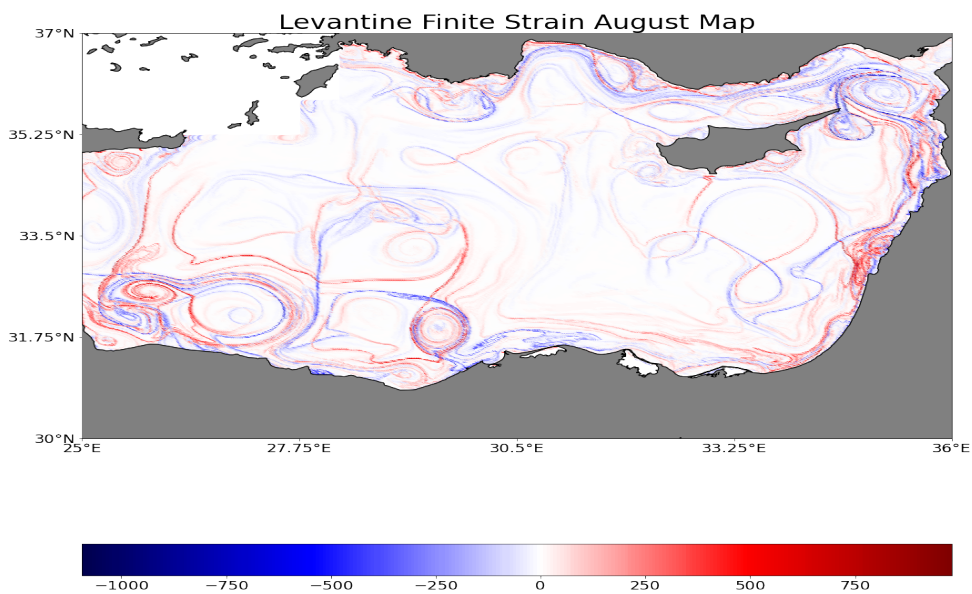 Levantine Finite Strain August Map
37°N
35.25°N
33.5°N
31.75°N
30°N
25°E 27.75°E 30.5°E 33.25°E 36°E
−1000 −750 −500 −250 0 250 500 750